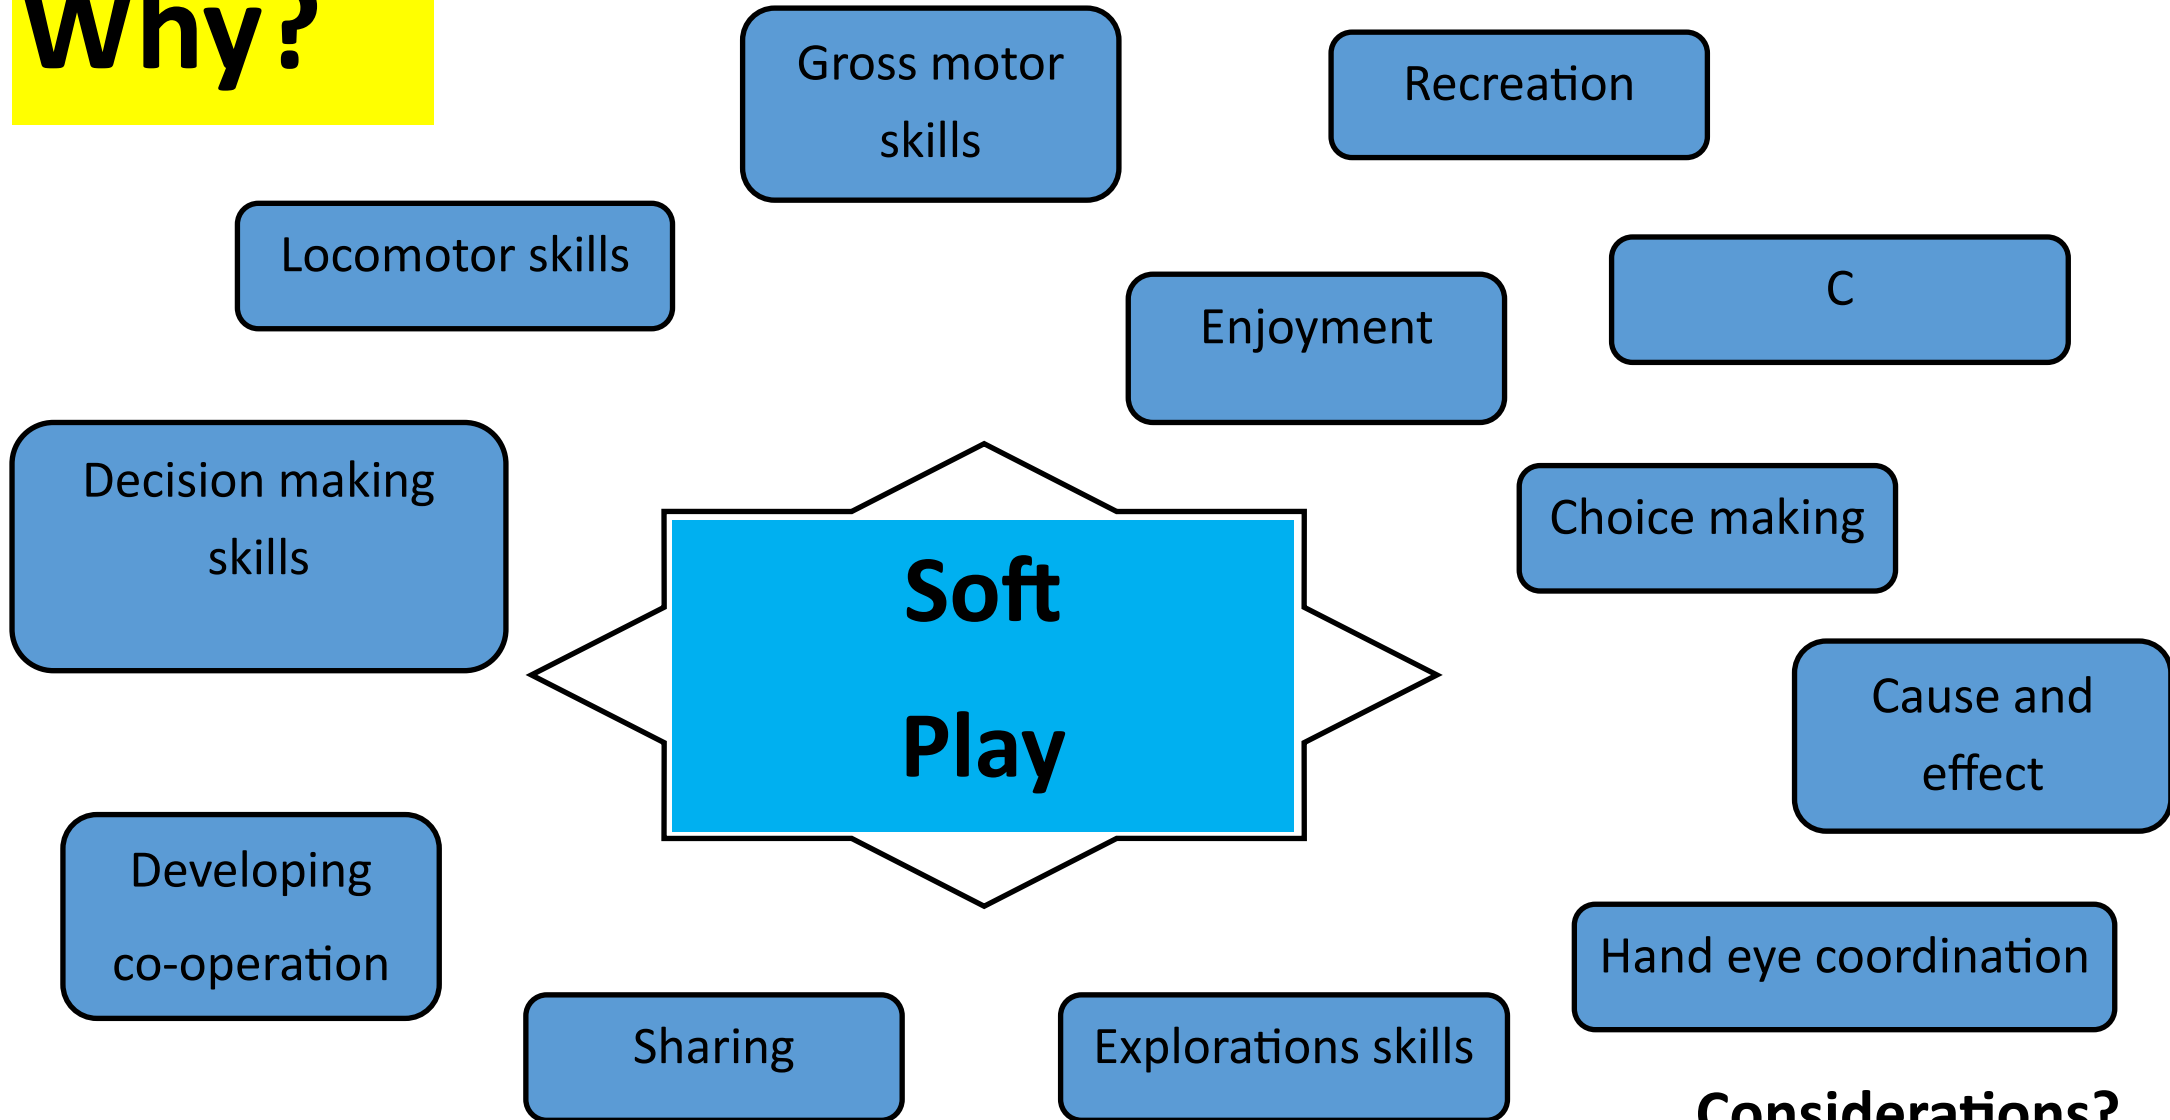 Why?
Gross motor
skills
Recreation
Locomotor skills
C
Enjoyment
Decision making
skills
Choice making
Soft
Play
Cause and
effect
Developing
co-operation
Hand eye coordination
Sharing
Explorations skills
Considerations?